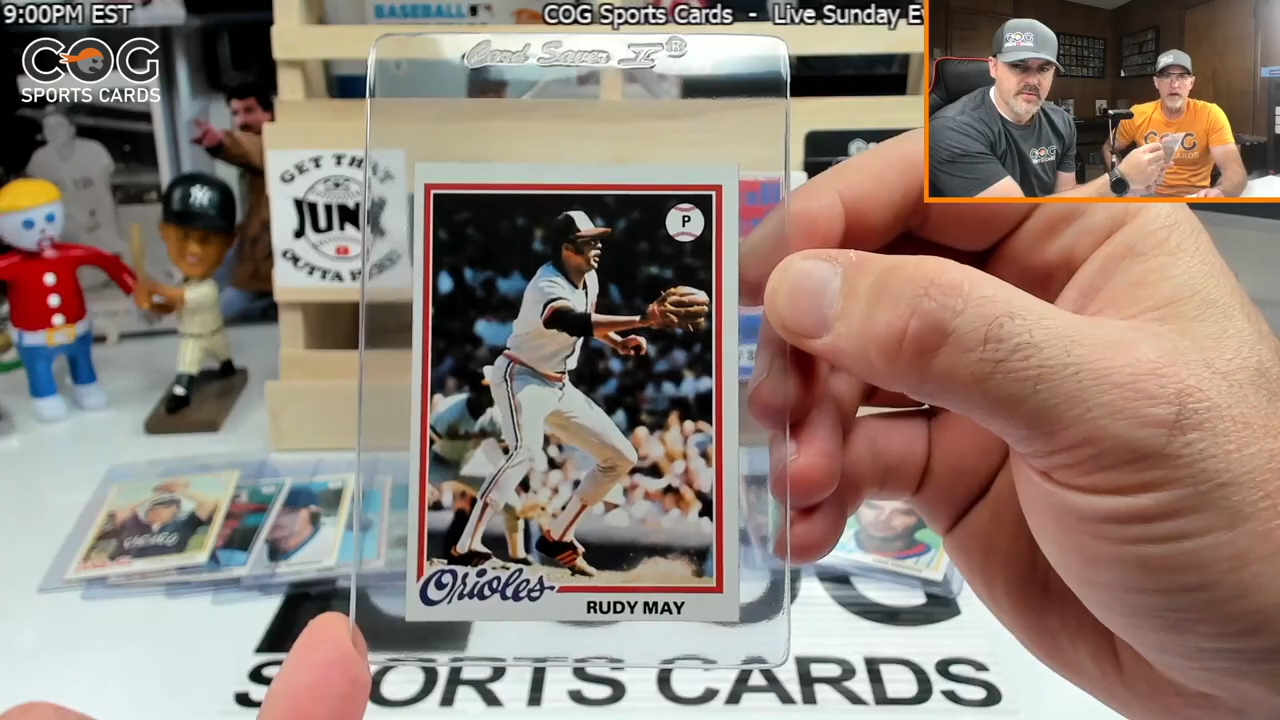 9:00PM EST
COG Sports Cards - Live Sunday E
COG
SPORTS CARDS
BASEBALL
Card Saver I®
GET THAT
JUNK
OUTTA HERE
P
Orioles
RUDY MAY
COG
COG
CARDS
SPORTS CARDS